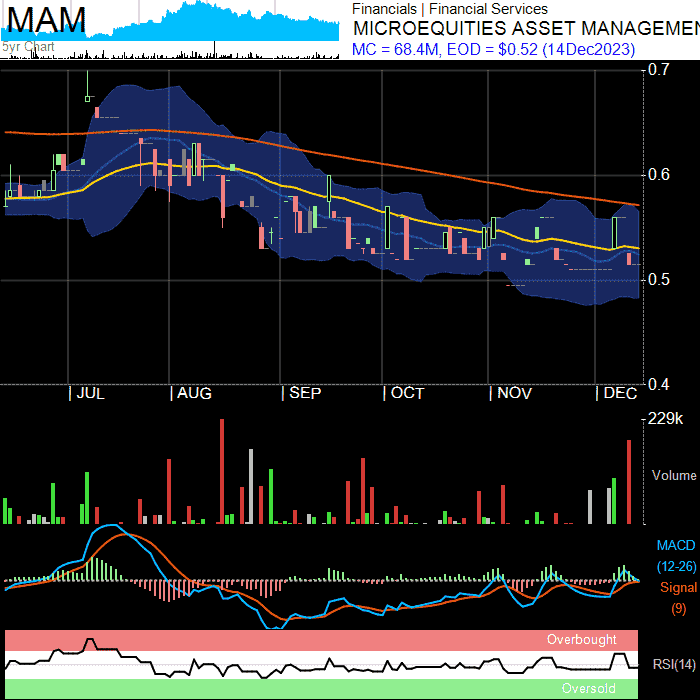 MAM
5yr Chart
Financials | Financial Services
MICROEQUITIES ASSET MANAGEMEN
MC = 68.4M, EOD = $0.52 (14Dec2023)
0.7
0.6
0.5
0.4
| JUL | AUG | SEP | OCT | NOV | DEC
229k
Volume
MACD
(12-26)
Signal
(9)
Overbought
RSI(14)
Oversold